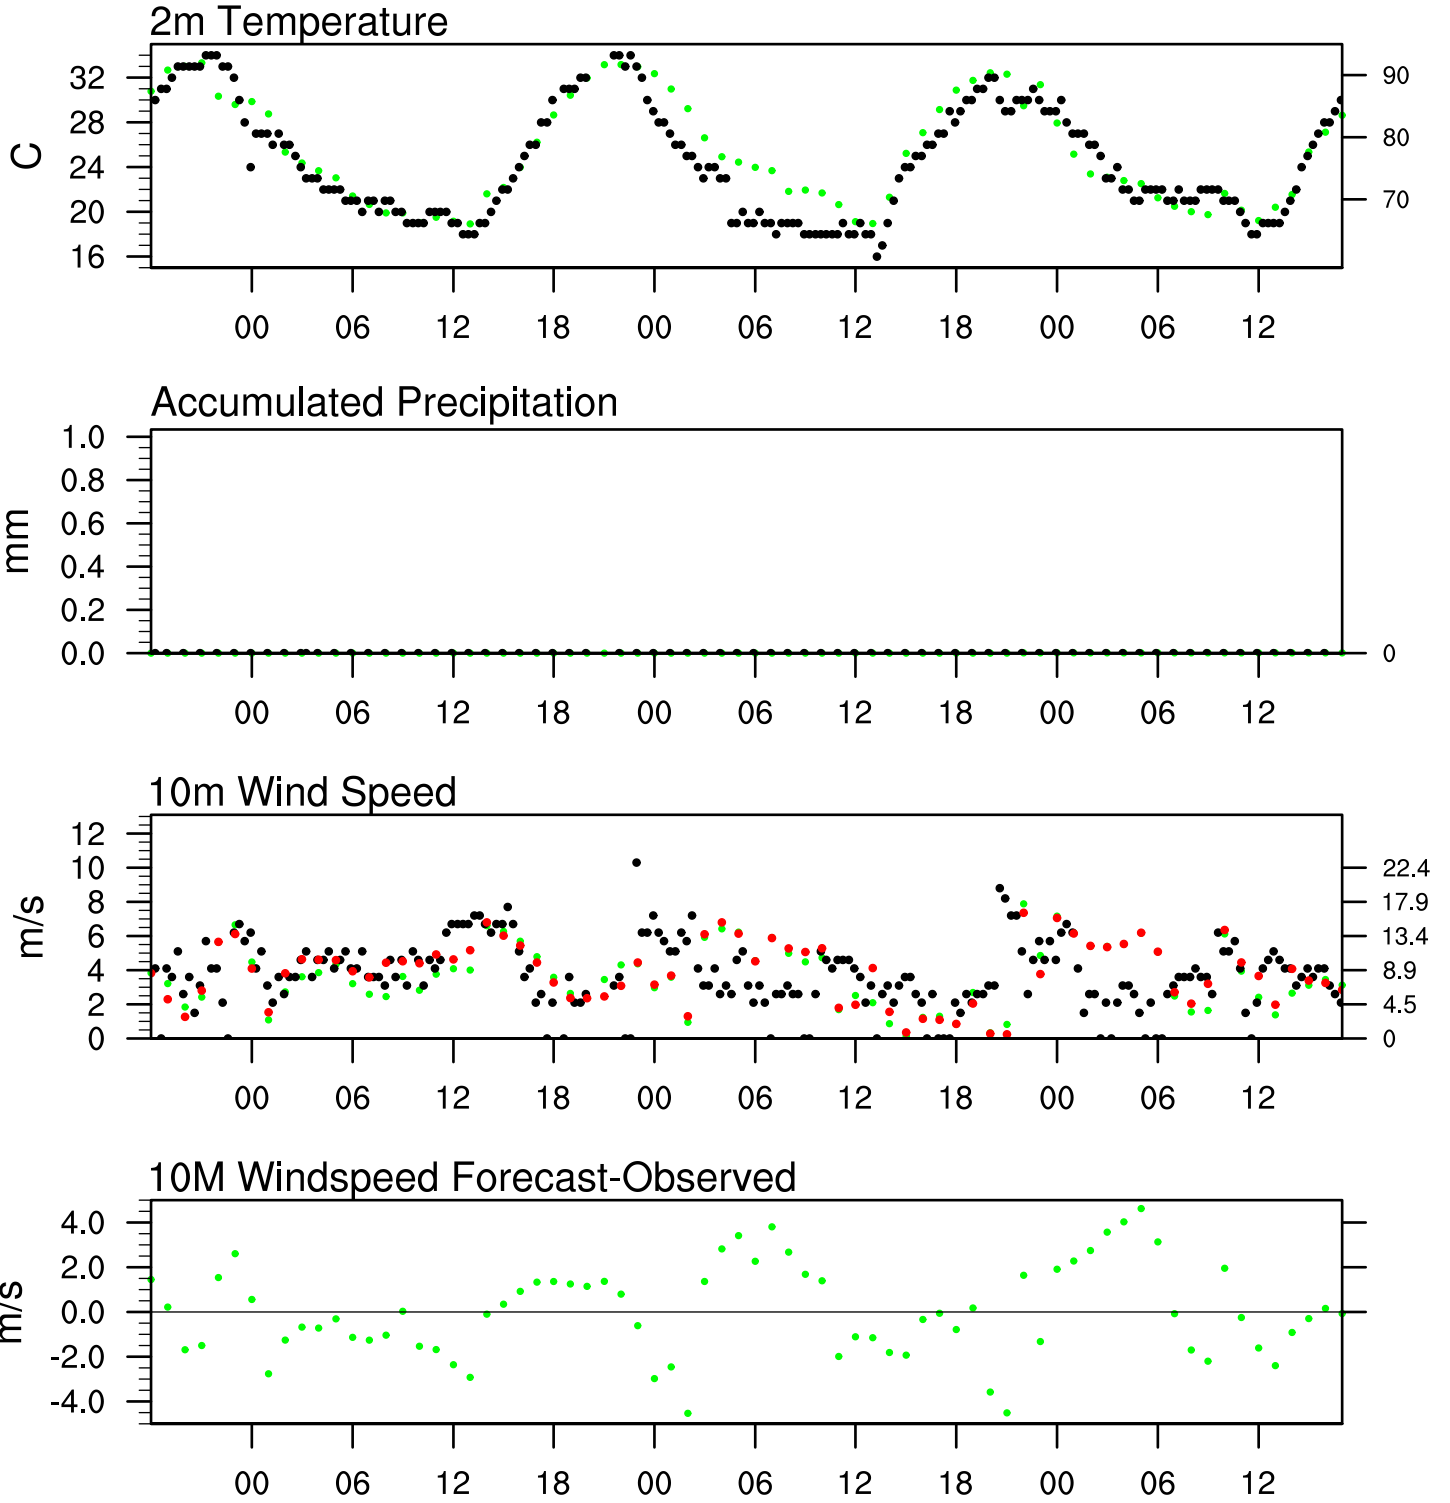 2m Temperature
C
32
28
24
20
16
90
80
70
00 06 12 18 00 06 12 18 00 06 12
Accumulated Precipitation
mm
1.0
0.8
0.6
0.4
0.2
0.0
0
00 06 12 18 00 06 12 18 00 06 12
10m Wind Speed
m/s
12
10
8
6
4
2
0
22.4
17.9
13.4
8.9
4.5
0
00 06 12 18 00 06 12 18 00 06 12
10M Windspeed Forecast-Observed
m/s
4.0
2.0
0.0
-2.0
-4.0
00 06 12 18 00 06 12 18 00 06 12